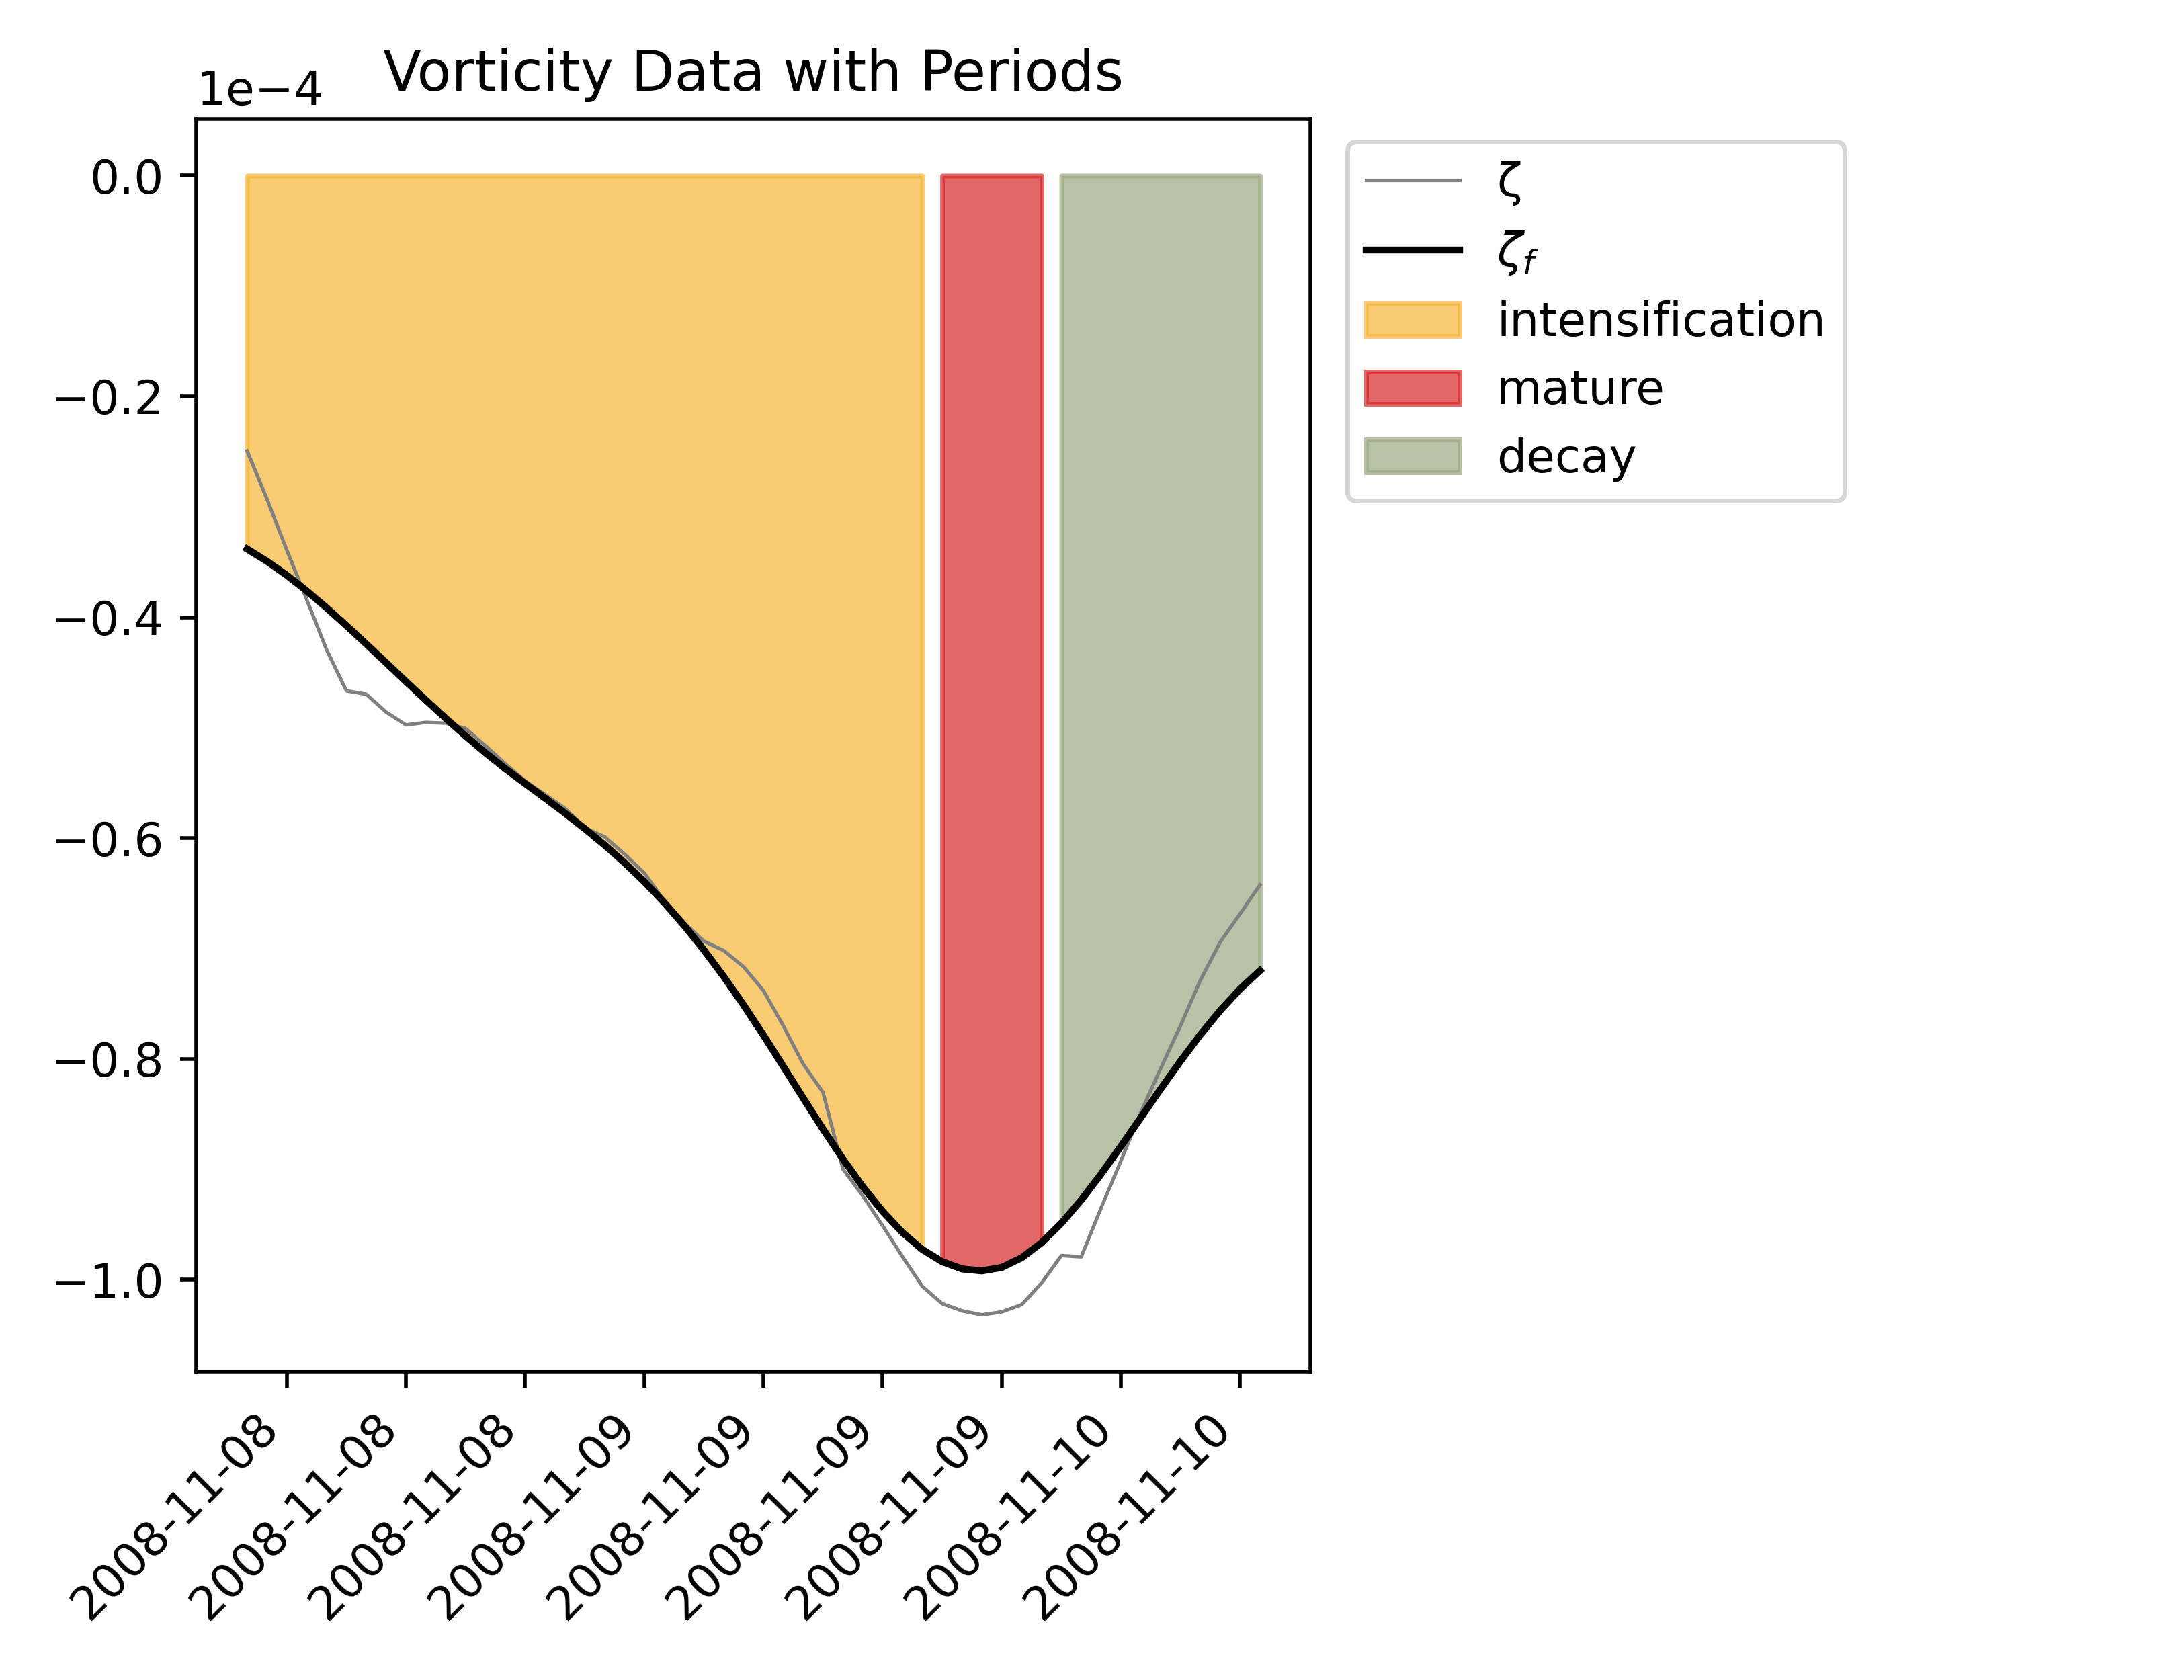 Vorticity Data with Periods
1e−4
0.0
−0.2
−0.4
−0.6
−0.8
−1.0
2008-11-08
2008-11-08
2008-11-08
2008-11-09
2008-11-09
2008-11-09
2008-11-09
2008-11-10
2008-11-10
ζ
ζf
intensification
mature
decay